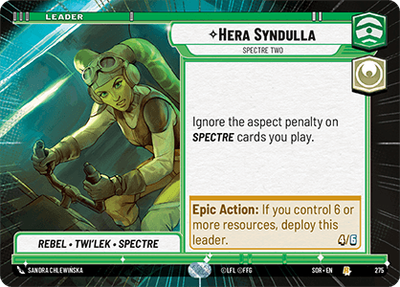 LEADER
✧HERA SYNDULLA
SPECTRE TWO
Ignore the aspect penalty on
SPECTRE cards you play.
Epic Action: If you control 6 or
more resources, deploy this
leader.
4/6
REBEL • TWI'LEK • SPECTRE
SANDRA CHLEWIŃSKA
©LFL ©FFG
SOR • EN
275